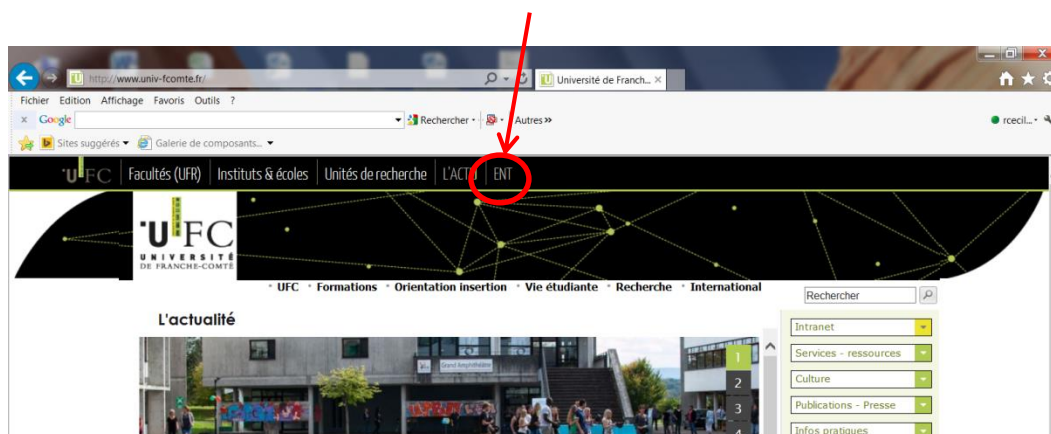 http://www.univ-fcomte.fr/
Université de Franch... ×
Fichier Edition Affichage Favoris Outils ?
x Google Rechercher Autres »
rcecil...
Sites suggérés Galerie de composants...
UFC Facultés (UFR) Instituts & écoles Unités de recherche L'ACTU ENT
UFC
UNIVERSITÉ
DE FRANCHE-COMTÉ
UFC Formations Orientation insertion Vie étudiante Recherche International
Rechercher
L'actualité
Intranet
Grand Amphithéâtre
1
Services - ressources
2
Culture
3
Publications - Presse
4
Infos pratiques